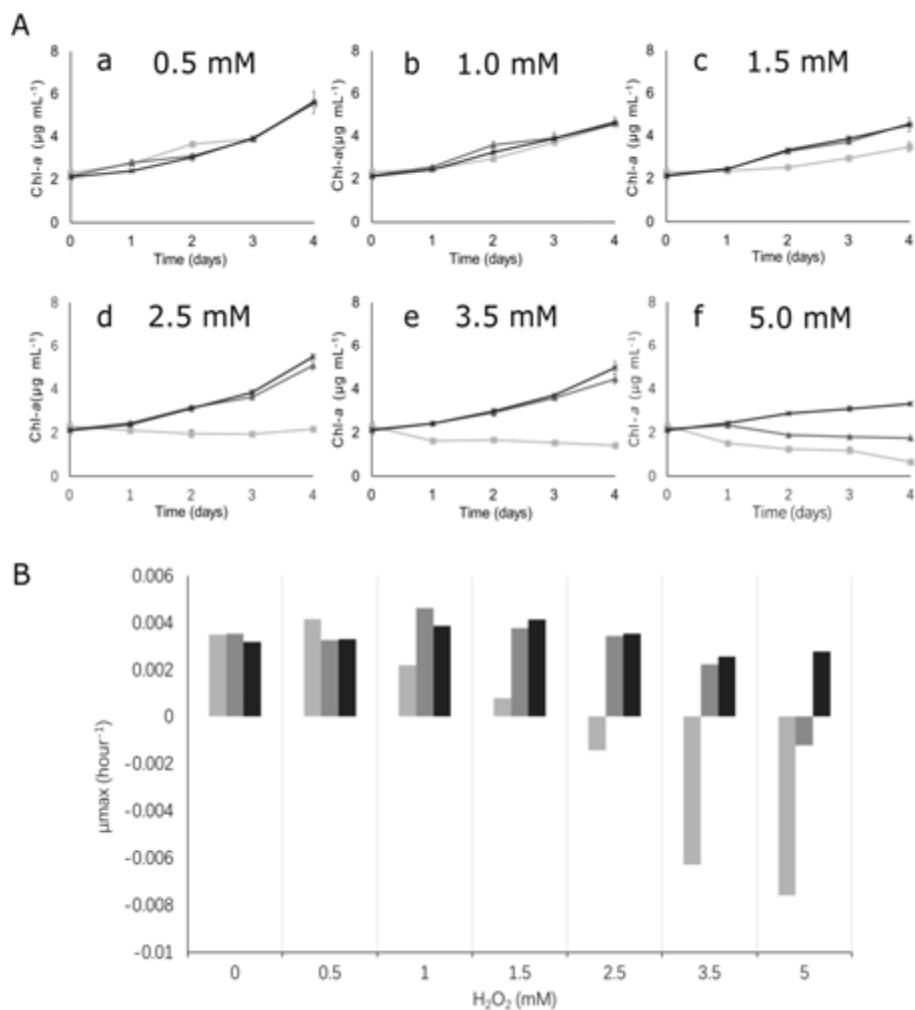 A
a 0.5 mM
8
6
4
2
0
Chl-a (µg mL⁻¹)
0 1 2 3 4
Time (days)
b 1.0 mM
8
6
4
2
0
Chl-a(µg mL⁻¹)
0 1 2 3 4
Time (days)
c 1.5 mM
8
6
4
2
0
Chl-a (µg mL⁻¹)
0 1 2 3 4
Time (days)
d 2.5 mM
8
6
4
2
0
Chl-a(µg mL⁻¹)
0 1 2 3 4
Time (days)
e 3.5 mM
8
6
4
2
0
Chl-a (µg mL⁻¹)
0 1 2 3 4
Time (days)
f 5.0 mM
8
6
4
2
0
Chl-a (µg mL⁻¹)
0 1 2 3 4
Time (days)
B
0.006
0.004
0.002
0
-0.002
-0.004
-0.006
-0.008
-0.01
µmax (hour⁻¹)
0 0.5 1 1.5 2.5 3.5 5
H₂O₂ (mM)